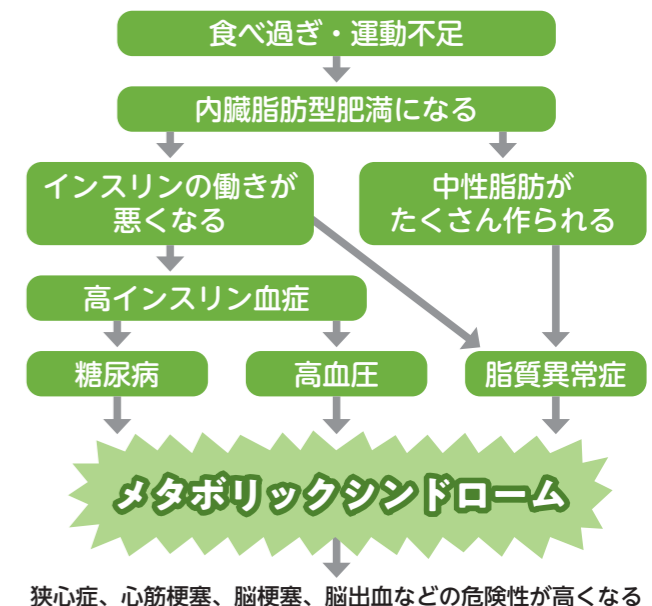 食べ過ぎ・運動不足
内臓脂肪型肥満になる
インスリンの働きが
悪くなる
中性脂肪が
たくさん作られる
高インスリン血症
糖尿病
高血圧
脂質異常症
メタボリックシンドローム
狭心症、心筋梗塞、脳梗塞、脳出血などの危険性が高くなる